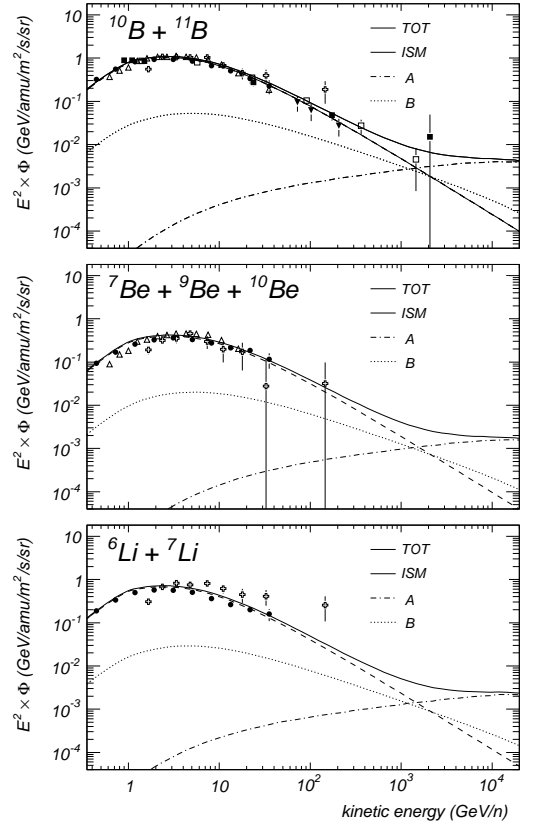 ¹⁰B + ¹¹B
TOT
ISM
A
B
E² × Φ (GeV/amu/m²/s/sr)
1
10⁻¹
10⁻²
10⁻³
10⁻⁴
⁷Be + ⁹Be + ¹⁰Be
TOT
ISM
A
B
E² × Φ (GeV/amu/m²/s/sr)
1
10⁻¹
10⁻²
10⁻³
10⁻⁴
⁶Li + ⁷Li
TOT
ISM
A
B
E² × Φ (GeV/amu/m²/s/sr)
1
10⁻¹
10⁻²
10⁻³
10⁻⁴
1 10 10² 10³ 10⁴
kinetic energy (GeV/n)